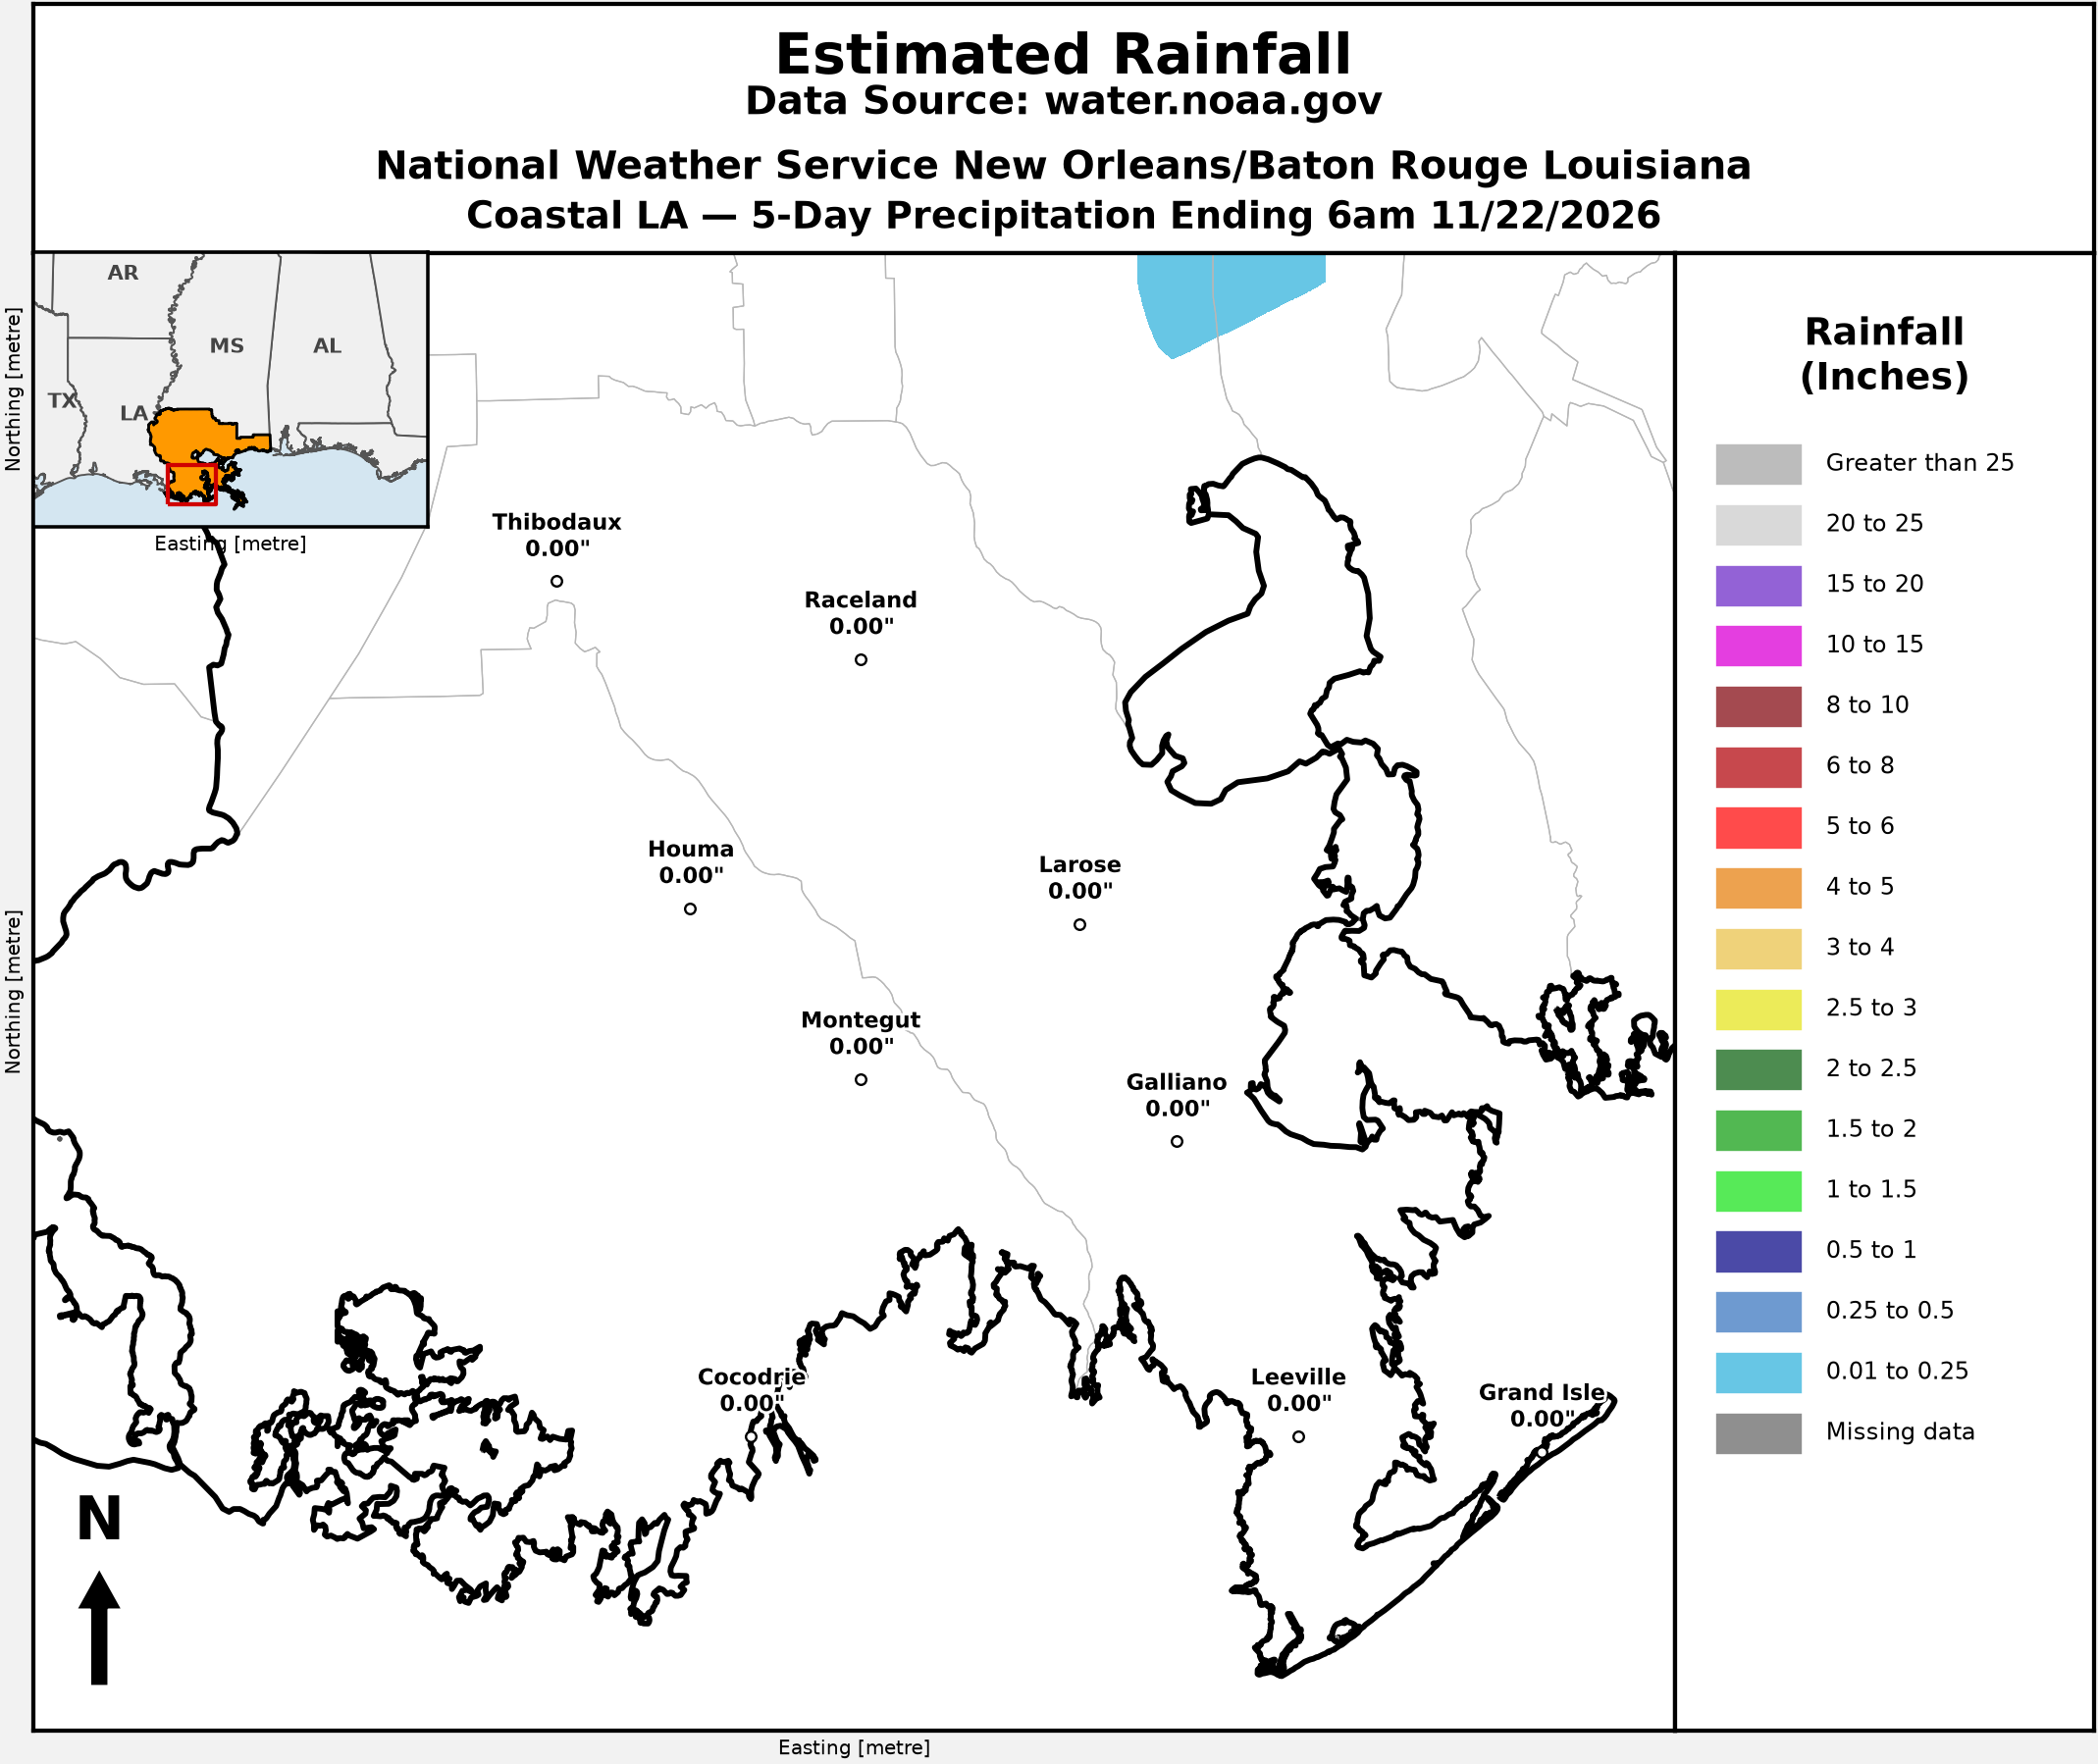 Estimated Rainfall
Data Source: water.noaa.gov
National Weather Service New Orleans/Baton Rouge Louisiana
Coastal LA — 5-Day Precipitation Ending 6am 11/22/2026
Northing [metre]
AR
MS
AL
TX
LA
Easting [metre]
Thibodaux
0.00"
Raceland
0.00"
Houma
0.00"
Larose
0.00"
Northing [metre]
Montegut
0.00"
Galliano
0.00"
Cocodrie
0.00"
Leeville
0.00"
Grand Isle
0.00"
N
Easting [metre]
Rainfall
(Inches)
Greater than 25
20 to 25
15 to 20
10 to 15
8 to 10
6 to 8
5 to 6
4 to 5
3 to 4
2.5 to 3
2 to 2.5
1.5 to 2
1 to 1.5
0.5 to 1
0.25 to 0.5
0.01 to 0.25
Missing data